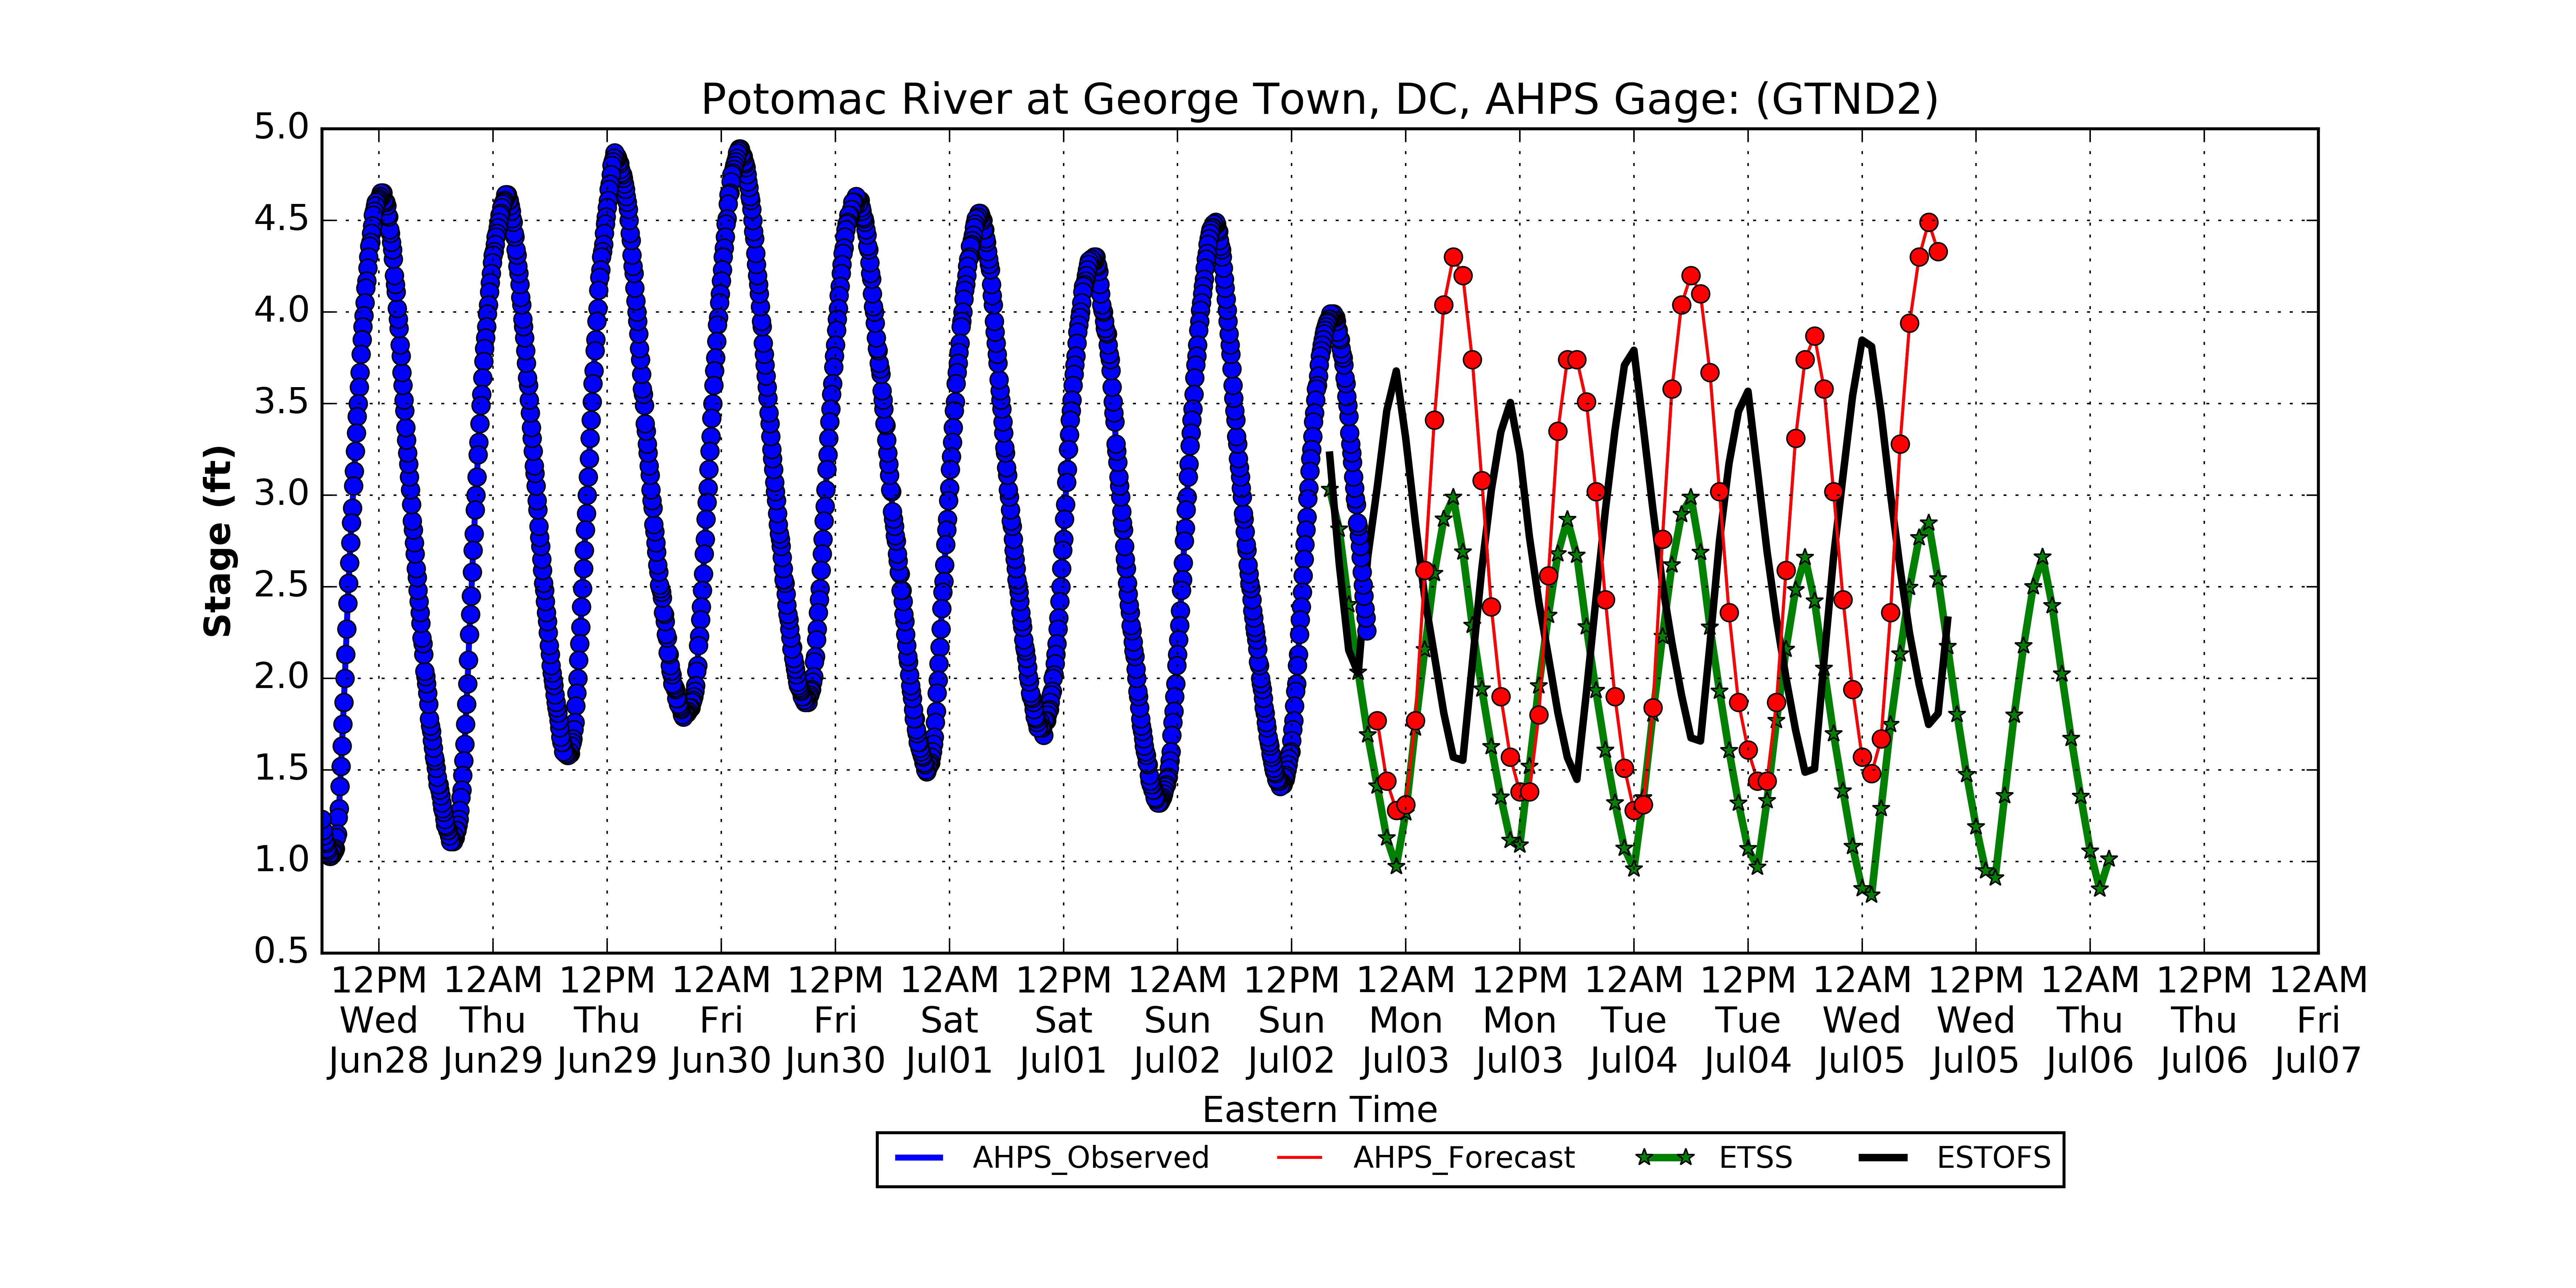 Potomac River at George Town, DC, AHPS Gage: (GTND2)
5.0
4.5
4.0
3.5
3.0
2.5
2.0
1.5
1.0
0.5
Stage (ft)
12PM 12AM 12PM 12AM 12PM 12AM 12PM 12AM 12PM 12AM 12PM 12AM 12PM 12AM 12PM 12AM 12PM 12AM
Wed Thu Thu Fri Fri Sat Sat Sun Sun Mon Mon Tue Tue Wed Wed Thu Thu Fri
Jun28 Jun29 Jun29 Jun30 Jun30 Jul01 Jul01 Jul02 Jul02 Jul03 Jul03 Jul04 Jul04 Jul05 Jul05 Jul06 Jul06 Jul07
Eastern Time
AHPS_Observed AHPS_Forecast ETSS ESTOFS